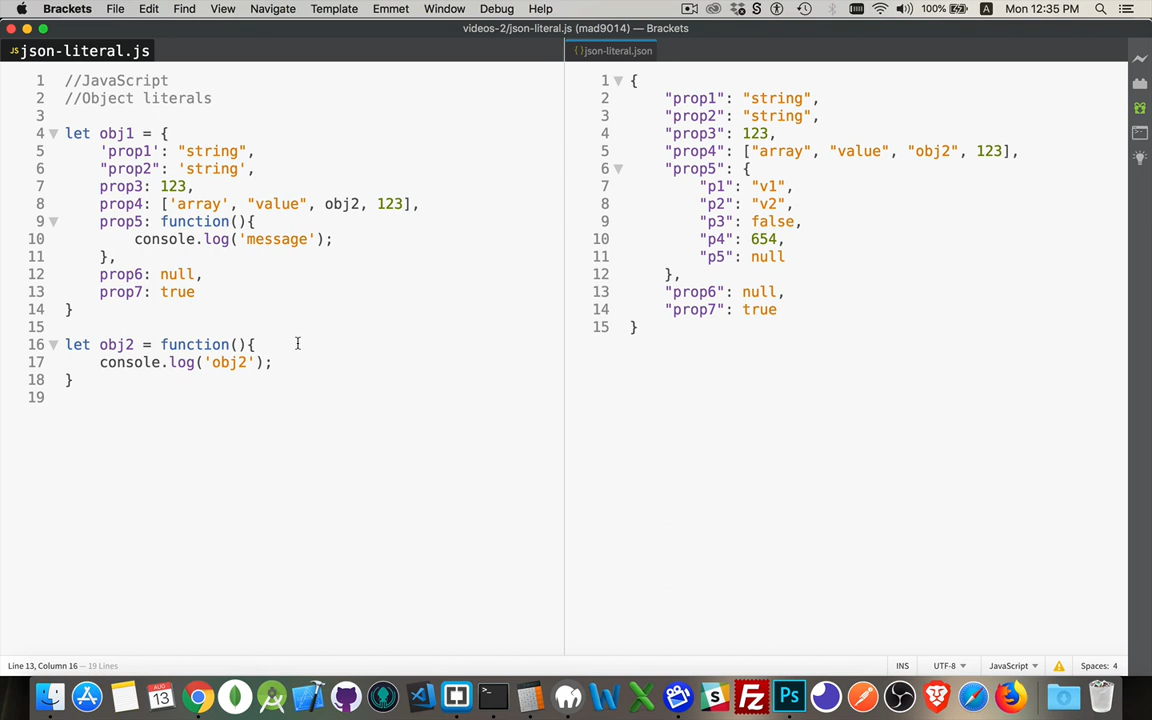 Brackets File Edit Find View Navigate Template Emmet Window Debug Help 100% A Mon 12:35 PM
videos-2/json-literal.js (mad9014) — Brackets
JS json-literal.js
{} json-literal.json
1 //JavaScript
2 //Object literals
3
4 let obj1 = {
5 'prop1': "string",
6 "prop2": 'string',
7 prop3: 123,
8 prop4: ['array', "value", obj2, 123],
9 prop5: function(){
10 console.log('message');
11 },
12 prop6: null,
13 prop7: true
14 }
15
16 let obj2 = function(){
17 console.log('obj2');
18 }
19
1 {
2 "prop1": "string",
3 "prop2": "string",
4 "prop3": 123,
5 "prop4": ["array", "value", "obj2", 123],
6 "prop5": {
7 "p1": "v1",
8 "p2": "v2",
9 "p3": false,
10 "p4": 654,
11 "p5": null
12 },
13 "prop6": null,
14 "prop7": true
15 }
Line 13, Column 16 — 19 Lines
INS UTF-8 JavaScript Spaces: 4
AUG
13
Ps